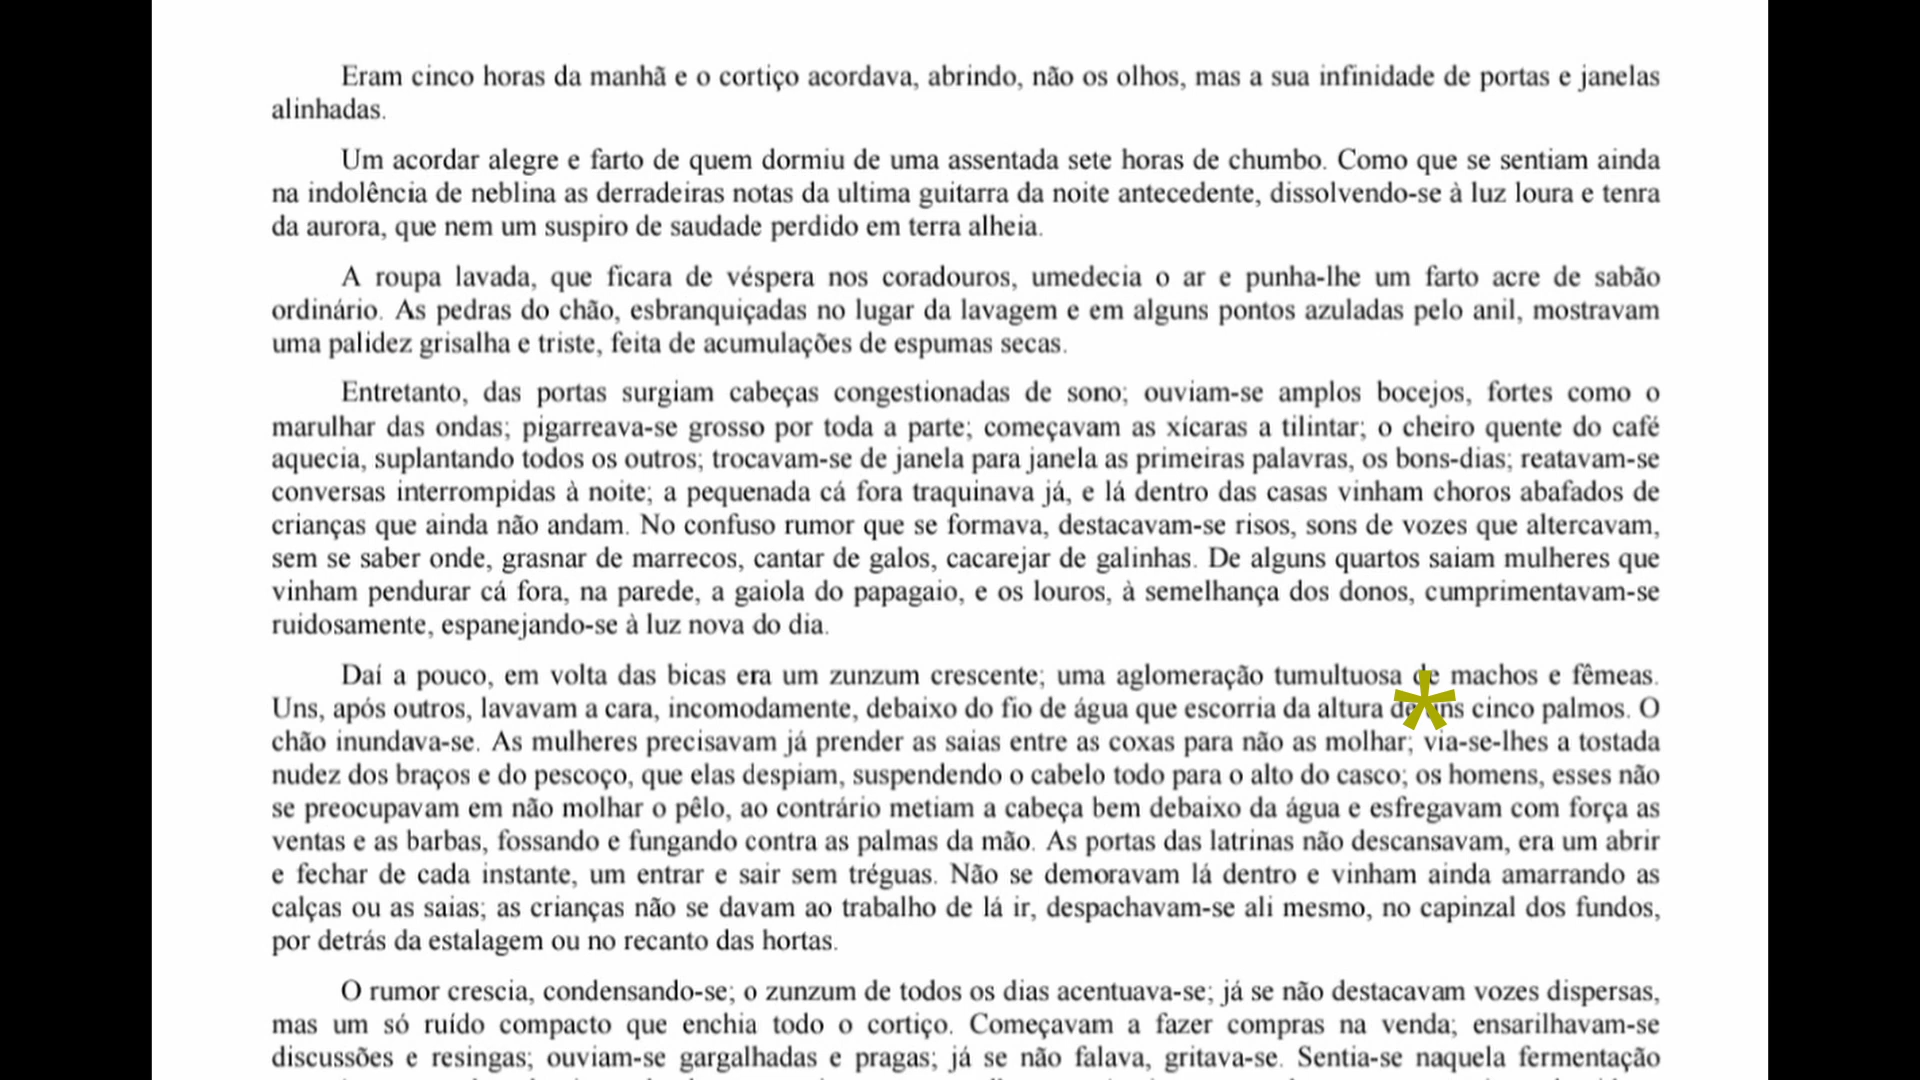 Eram cinco horas da manhã e o cortiço acordava, abrindo, não os olhos, mas a sua infinidade de portas e janelas
alinhadas.
Um acordar alegre e farto de quem dormiu de uma assentada sete horas de chumbo. Como que se sentiam ainda
na indolência de neblina as derradeiras notas da ultima guitarra da noite antecedente, dissolvendo-se à luz loura e tenra
da aurora, que nem um suspiro de saudade perdido em terra alheia.
A roupa lavada, que ficara de véspera nos coradouros, umedecia o ar e punha-lhe um farto acre de sabão
ordinário. As pedras do chão, esbranquiçadas no lugar da lavagem e em alguns pontos azuladas pelo anil, mostravam
uma palidez grisalha e triste, feita de acumulações de espumas secas.
Entretanto, das portas surgiam cabeças congestionadas de sono; ouviam-se amplos bocejos, fortes como o
marulhar das ondas; pigarreava-se grosso por toda a parte; começavam as xícaras a tilintar; o cheiro quente do café
aquecia, suplantando todos os outros; trocavam-se de janela para janela as primeiras palavras, os bons-dias; reatavam-se
conversas interrompidas à noite; a pequenada cá fora traquinava já, e lá dentro das casas vinham choros abafados de
crianças que ainda não andam. No confuso rumor que se formava, destacavam-se risos, sons de vozes que altercavam,
sem se saber onde, grasnar de marrecos, cantar de galos, cacarejar de galinhas. De alguns quartos saiam mulheres que
vinham pendurar cá fora, na parede, a gaiola do papagaio, e os louros, à semelhança dos donos, cumprimentavam-se
ruidosamente, espanejando-se à luz nova do dia.
Daí a pouco, em volta das bicas era um zunzum crescente; uma aglomeração tumultuosa de machos e fêmeas.
Uns, após outros, lavavam a cara, incomodamente, debaixo do fio de água que escorria da altura de uns cinco palmos. O
chão inundava-se. As mulheres precisavam já prender as saias entre as coxas para não as molhar; via-se-lhes a tostada
nudez dos braços e do pescoço, que elas despiam, suspendendo o cabelo todo para o alto do casco; os homens, esses não
se preocupavam em não molhar o pêlo, ao contrário metiam a cabeça bem debaixo da água e esfregavam com força as
ventas e as barbas, fossando e fungando contra as palmas da mão. As portas das latrinas não descansavam, era um abrir
e fechar de cada instante, um entrar e sair sem tréguas. Não se demoravam lá dentro e vinham ainda amarrando as
calças ou as saias; as crianças não se davam ao trabalho de lá ir, despachavam-se ali mesmo, no capinzal dos fundos,
por detrás da estalagem ou no recanto das hortas.
O rumor crescia, condensando-se; o zunzum de todos os dias acentuava-se; já se não destacavam vozes dispersas,
mas um só ruído compacto que enchia todo o cortiço. Começavam a fazer compras na venda; ensarilhavam-se
discussões e resingas; ouviam-se gargalhadas e pragas; já se não falava, gritava-se. Sentia-se naquela fermentação